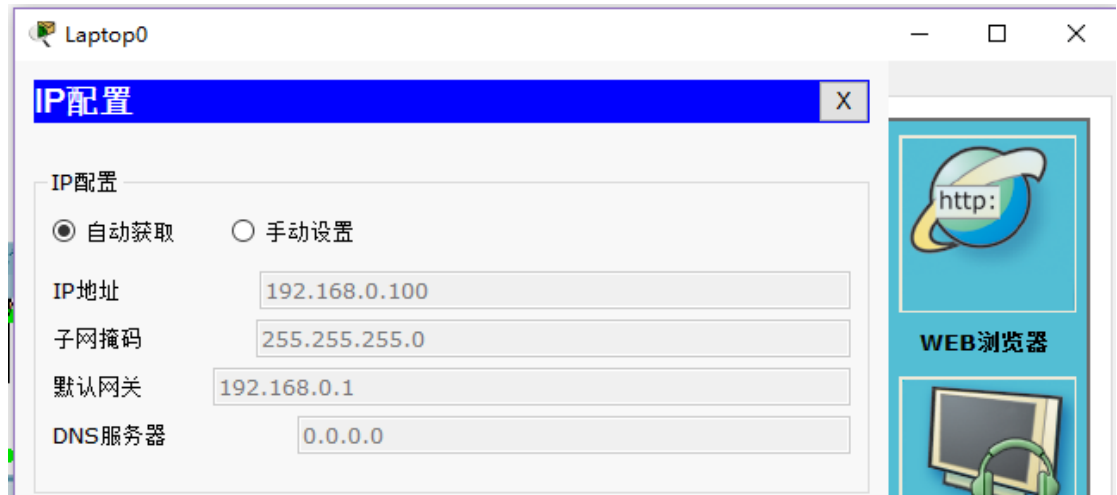 Laptop0
IP配置
X
IP配置
自动获取
手动设置
IP地址
192.168.0.100
子网掩码
255.255.255.0
默认网关
192.168.0.1
DNS服务器
0.0.0.0
http:
WEB浏览器